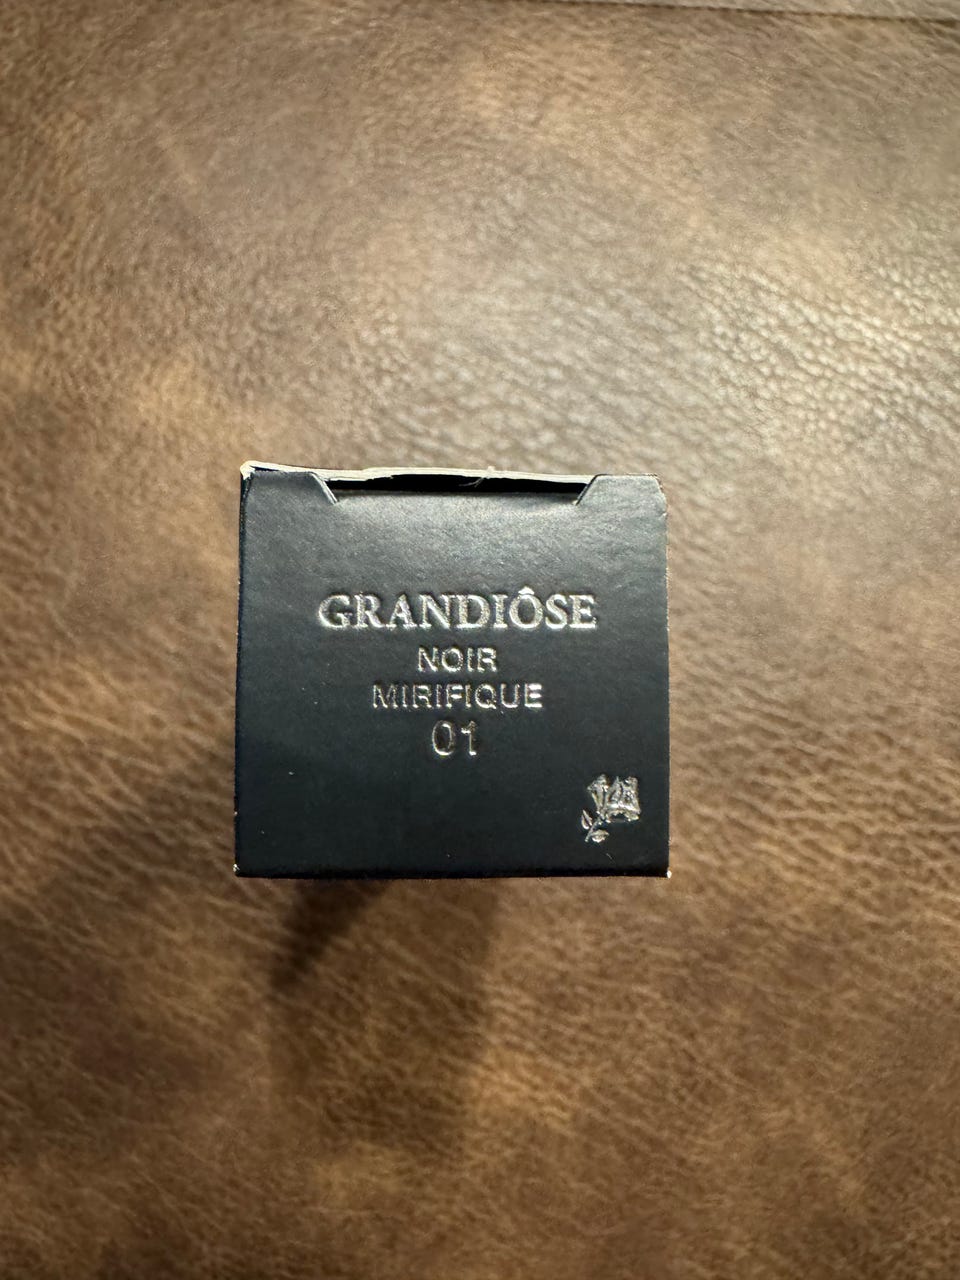 GRANDIÔSE
NOIR
MIRIFIQUE
01